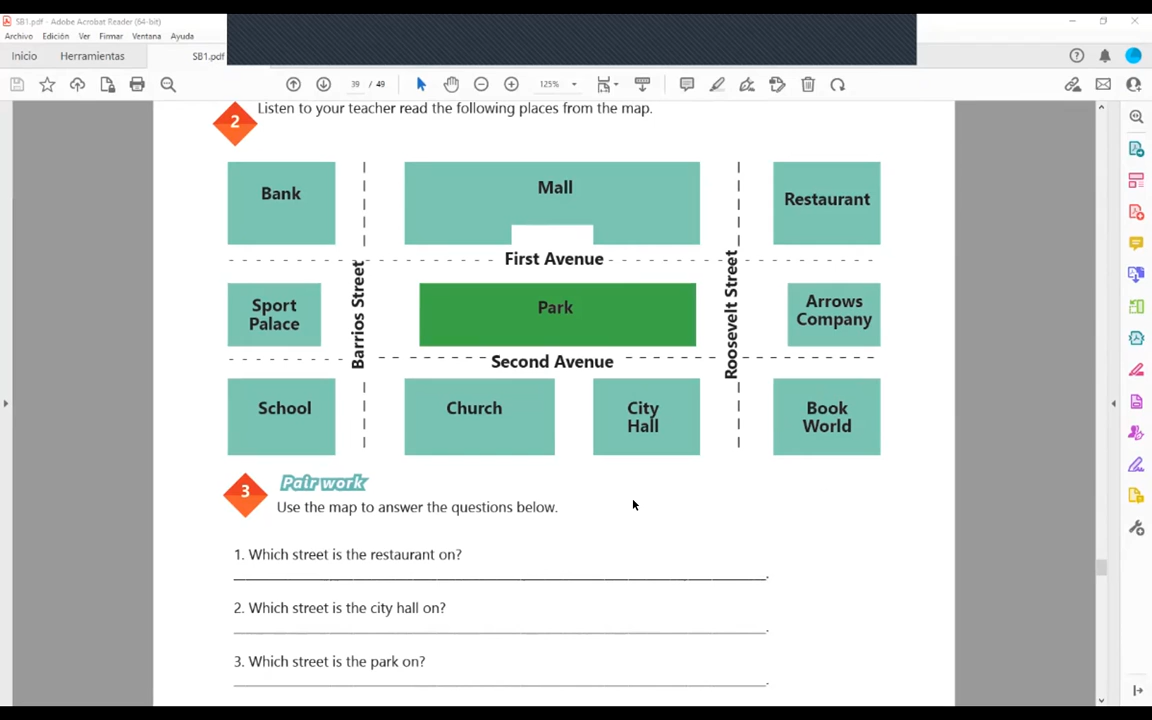 SB1.pdf - Adobe Acrobat Reader (64-bit)
Archivo Edición Ver Firmar Ventana Ayuda
Inicio Herramientas SB1.pdf
39 / 49 125%
2
Listen to your teacher read the following places from the map.
Bank
Mall
Restaurant
First Avenue
Barrios Street
Roosevelt Street
Sport
Palace
Park
Arrows
Company
Second Avenue
School
Church
City
Hall
Book
World
3
Pair work
Use the map to answer the questions below.
1. Which street is the restaurant on?
2. Which street is the city hall on?
3. Which street is the park on?